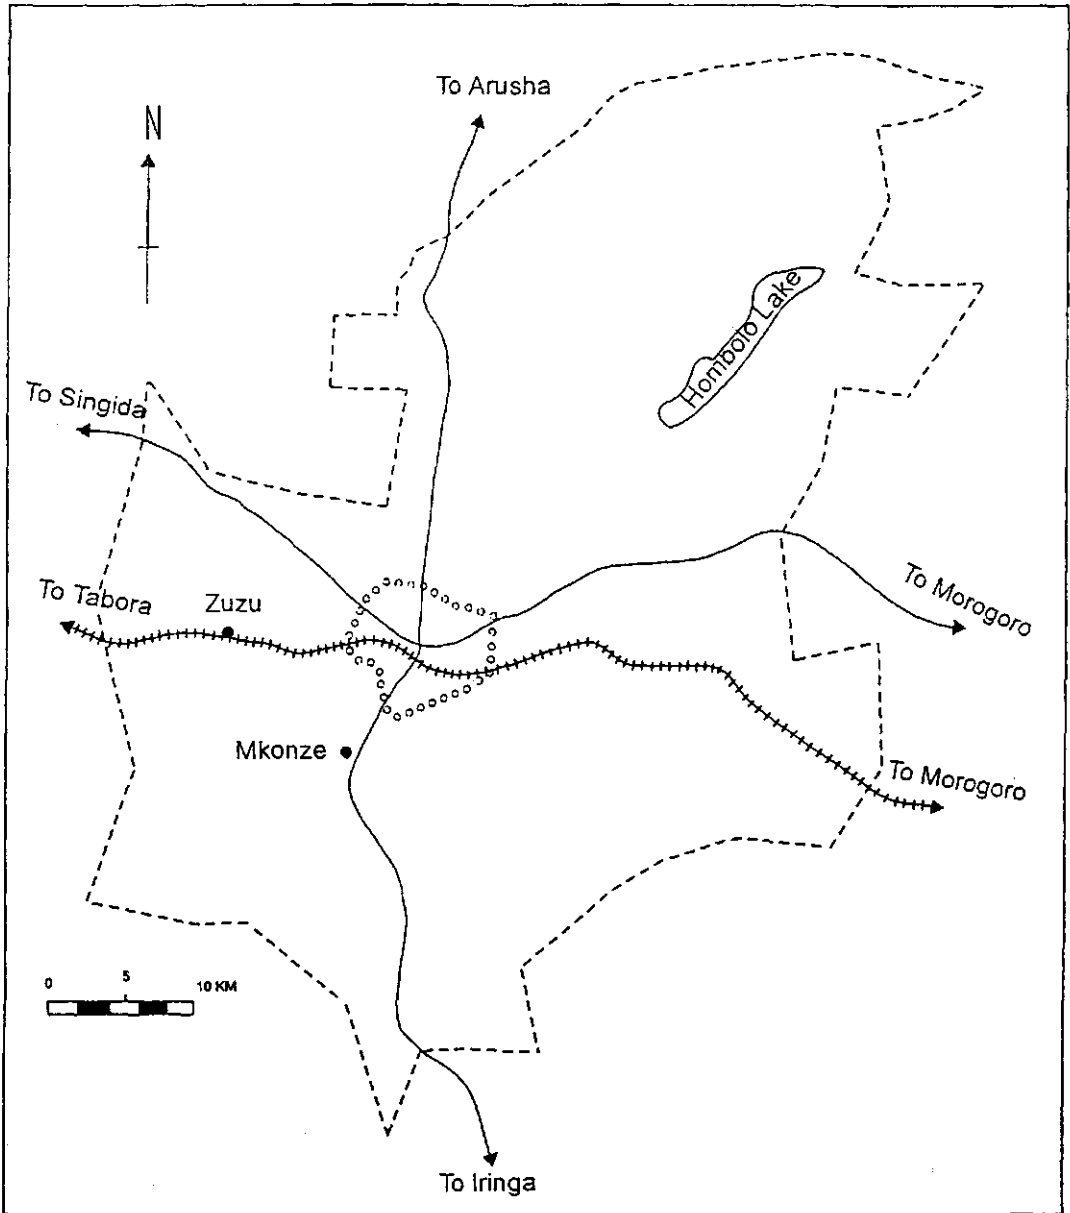 To Arusha
N
Hombolo Lake
To Singida
To Tabora
Zuzu
To Morogoro
Mkonze
To Morogoro
0 5 10 KM
To Iringa